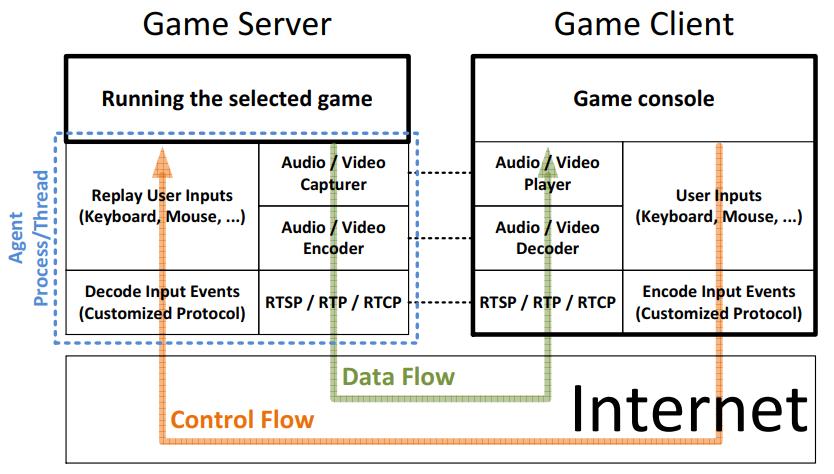 Game Server
Game Client
Running the selected game
Game console
Agent
Process/Thread
Replay User Inputs
(Keyboard, Mouse, ...)
Audio / Video
Capturer
Audio / Video
Encoder
Decode Input Events
(Customized Protocol)
RTSP / RTP / RTCP
Audio / Video
Player
Audio / Video
Decoder
RTSP / RTP / RTCP
User Inputs
(Keyboard, Mouse, ...)
Encode Input Events
(Customized Protocol)
Data Flow
Control Flow
Internet